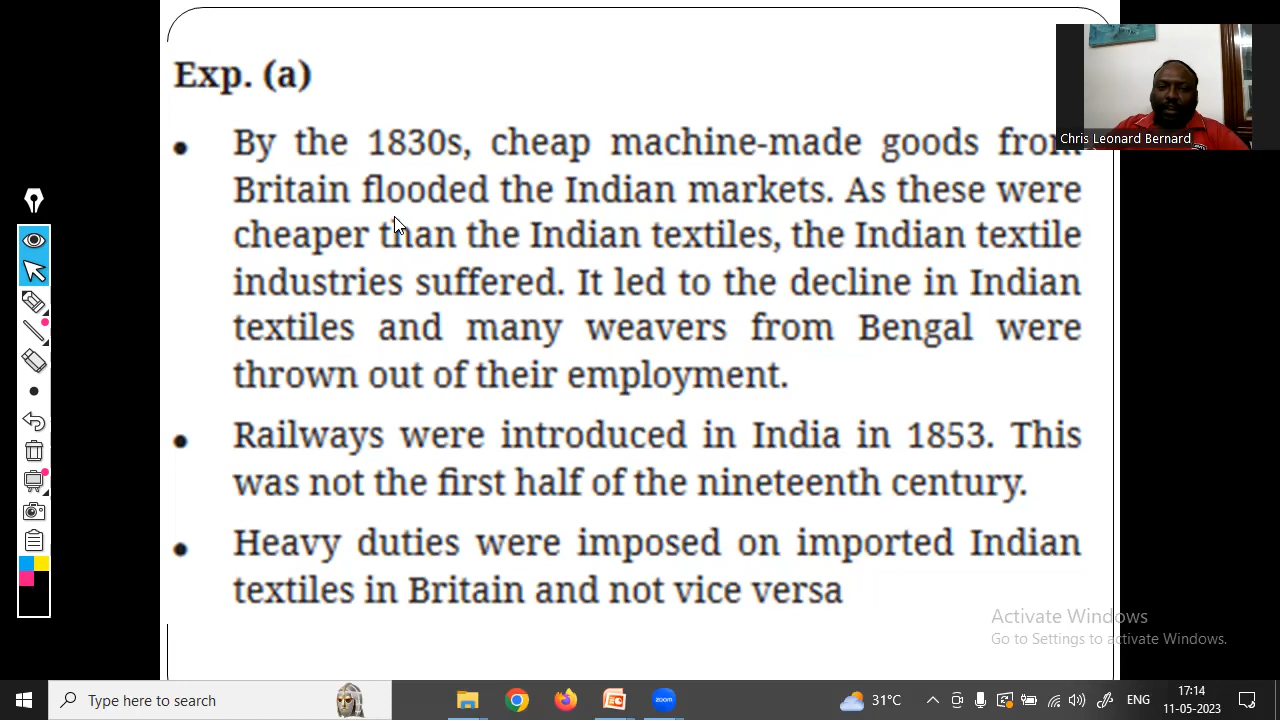 Exp. (a)
Chris Leonard Bernard
• By the 1830s, cheap machine-made goods from
Britain flooded the Indian markets. As these were
cheaper than the Indian textiles, the Indian textile
industries suffered. It led to the decline in Indian
textiles and many weavers from Bengal were
thrown out of their employment.
• Railways were introduced in India in 1853. This
was not the first half of the nineteenth century.
• Heavy duties were imposed on imported Indian
textiles in Britain and not vice versa
Activate Windows
Go to Settings to activate Windows.
Type here to search
zoom
31°C
ENG
17:14
11-05-2023